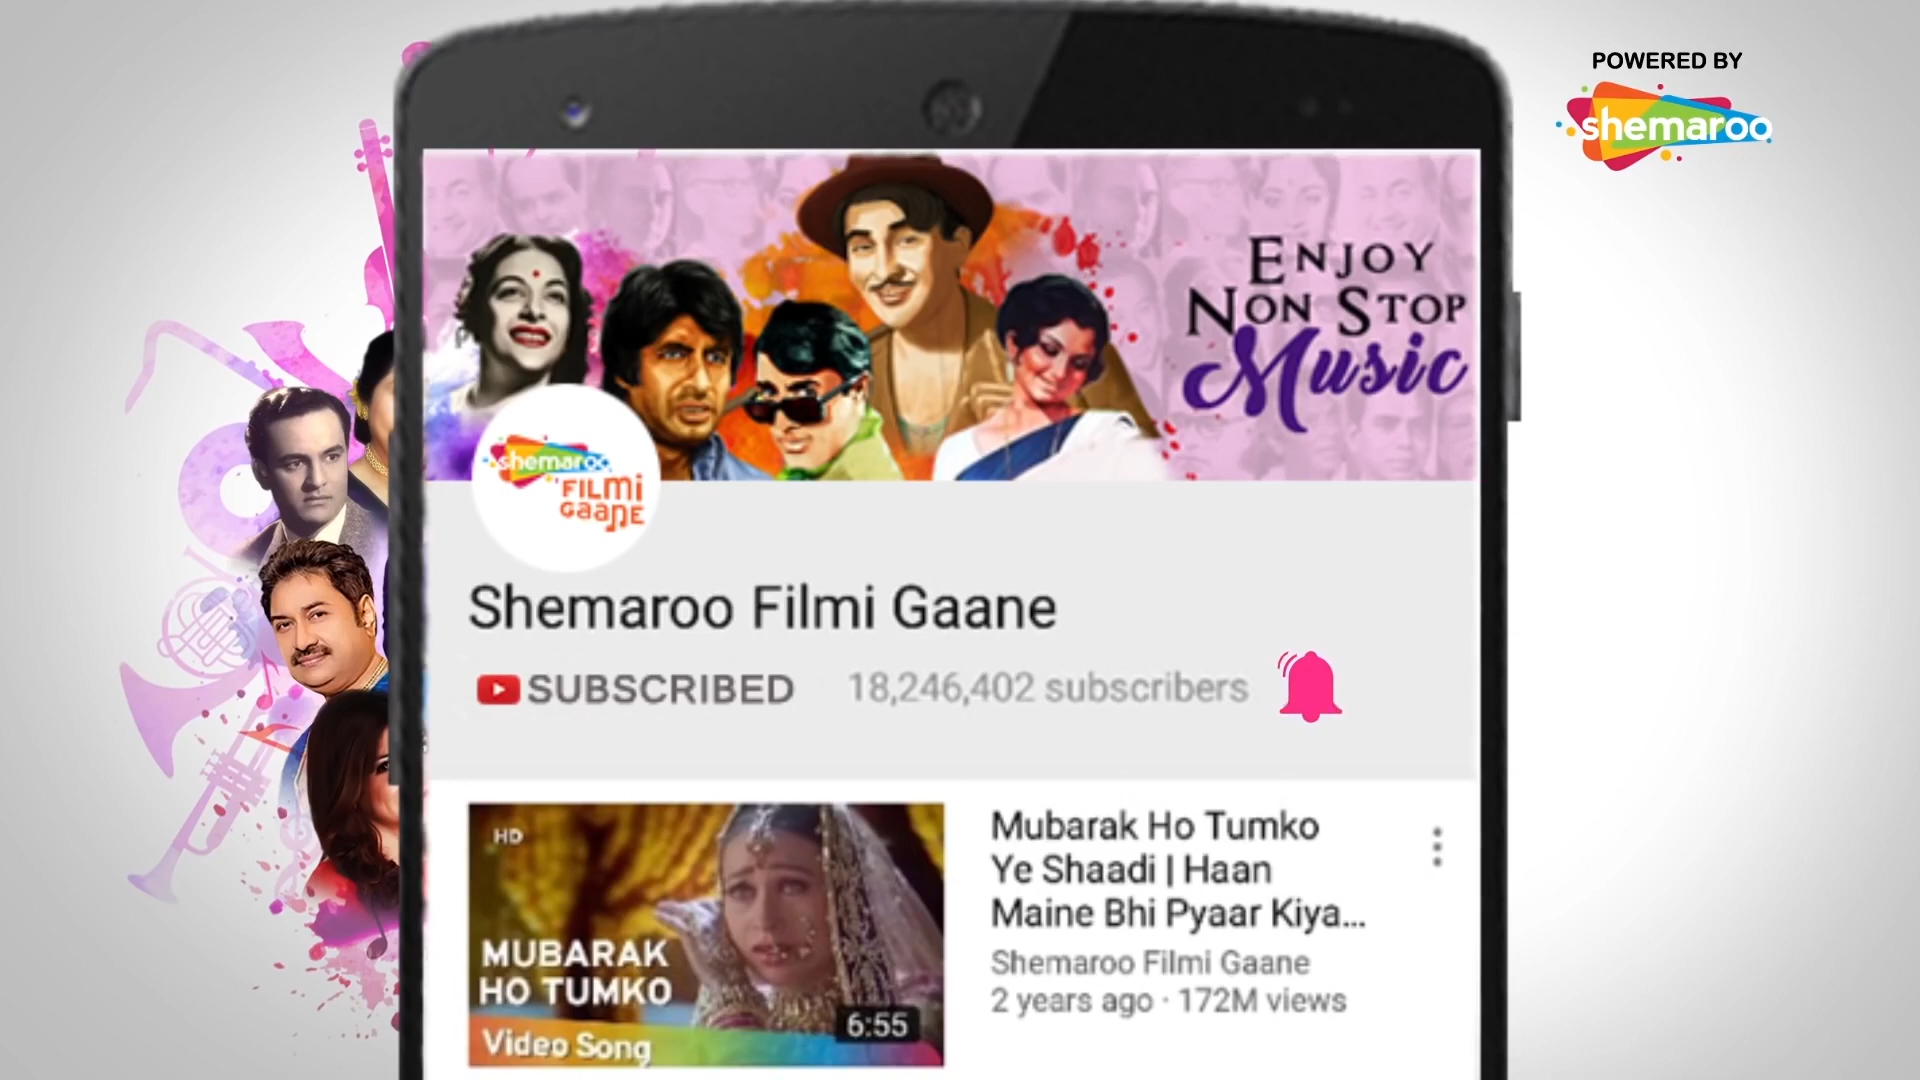 POWERED BY
shemaroo
ENJOY
NON STOP
Music
shemaroo
FILMI
GAANE
Shemaroo Filmi Gaane
SUBSCRIBED
18,246,402 subscribers
HD
MUBARAK
HO TUMKO
Video Song
6:55
Mubarak Ho Tumko
Ye Shaadi | Haan
Maine Bhi Pyaar Kiya...
Shemaroo Filmi Gaane
2 years ago · 172M views